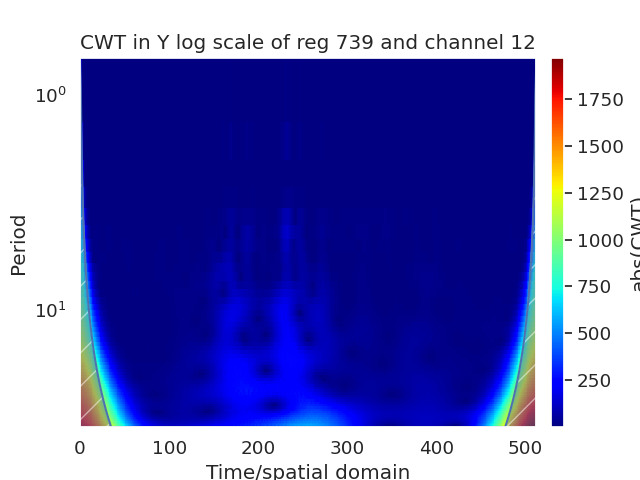 CWT in Y log scale of reg 739 and channel 12
10⁰
10¹
Period
0 100 200 300 400 500
Time/spatial domain
1750
1500
1250
1000
750
500
250
abs(CWT)